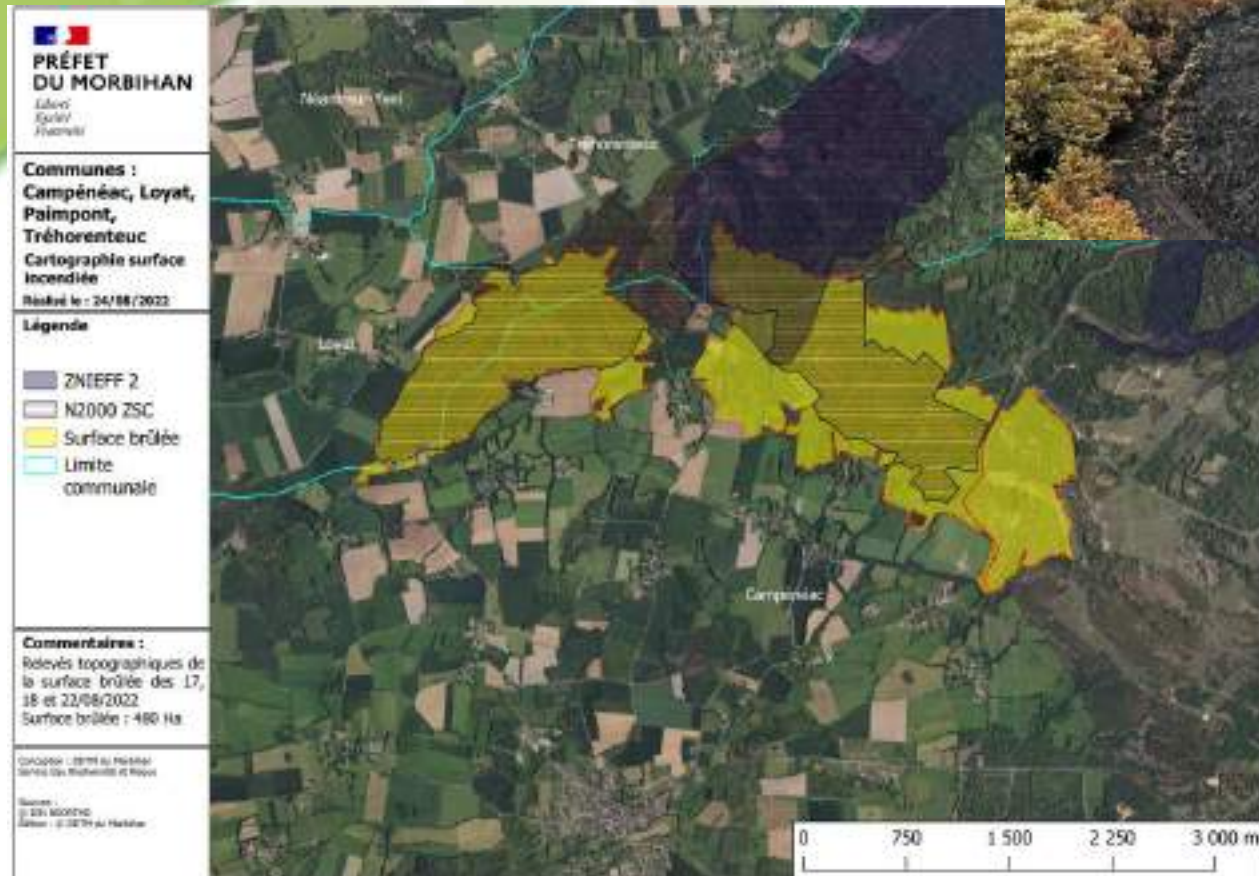 PRÉFET
DU MORBIHAN
Communes :
Campénéac, Loyat,
Paimpont,
Tréhorenteuc
Cartographie surface
incendiée
Réalisé le : 24/08/2022
Légende
ZNIEFF 2
N2000 ZSC
Surface brûlée
Limite
communale
Commentaires :
Relevés topographiques de
la surface brûlée des 17,
18 et 22/08/2022
Surface brûlée : 480 Ha
Tréhorenteuc
Loyat
Campénéac
0 750 1 500 2 250 3 000 m